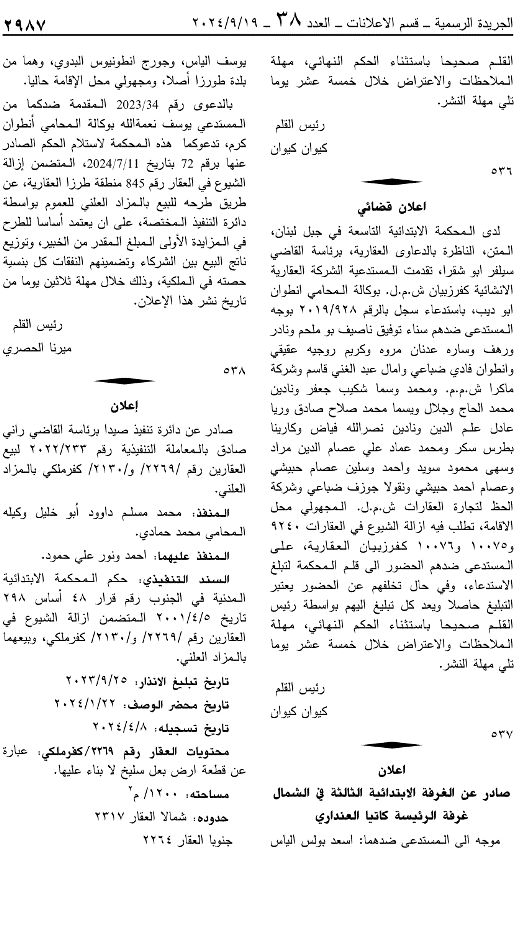 الجريدة الرسمية ــ قسم الاعلانات ــ العدد ٣٨ ــ ٢٠٢٤/٩/١٩
٢٩٨٧
القلم صحيحا باستثناء الحكم النهائي، مهلة
الملاحظات والاعتراض خلال خمسة عشر يوما
تلي مهلة النشر.
رئيس القلم
كيوان كيوان
٥٣٦
اعلان قضائي
لدى المحكمة الابتدائية التاسعة في جبل لبنان،
المتن، الناظرة بالدعاوى العقارية، برئاسة القاضي
سيلفر ابو شقرا، تقدمت المستدعية الشركة العقارية
الانشائية كفرزبيان ش.م.ل. بوكالة المحامي انطوان
ابو ديب، باستدعاء سجل بالرقم ٢٠١٩/٩٢٨ بوجه
المستدعى ضدهم سناء توفيق ناصيف بو ملحم ونادر
ورهف وساره عدنان مروه وكريم روجيه عقيقي
وانطوان فادي ضباعي وامال عبد الغني قاسم وشركة
ماكرا ش.م.م. ومحمد وسما شكيب جعفر ونادين
محمد الحاج وجلال ويسما محمد صلاح صادق وريا
عادل علم الدين ونادين نصرالله فياض وكارينا
بطرس سكر ومحمد عماد علي عصام الدين مراد
وسهى محمود سويد واحمد وسلين عصام حبيشي
وعصام احمد حبيشي ونقولا جوزف ضباعي وشركة
الحظ لتجارة العقارات ش.م.ل. المجهولي محل
الاقامة، تطلب فيه ازالة الشيوع في العقارات ٩٢٤٠
و١٠٠٧٥ و١٠٠٧٦ كفرزبيان العقارية، على
المستدعى ضدهم الحضور الى قلم المحكمة لتبلغ
الاستدعاء، وفي حال تخلفهم عن الحضور يعتبر
التبليغ حاصلا ويعد كل تبليغ اليهم بواسطة رئيس
القلم صحيحا باستثناء الحكم النهائي، مهلة
الملاحظات والاعتراض خلال خمسة عشر يوما
تلي مهلة النشر.
رئيس القلم
كيوان كيوان
٥٣٧
اعلان
صادر عن الغرفة الابتدائية الثالثة في الشمال
غرفة الرئيسة كاتيا العنداري
موجه الى المستدعى ضدهما: اسعد بولس الياس
يوسف الياس، وجورج انطونيوس البدوي، وهما من
بلدة طورزا أصلا، ومجهولي محل الإقامة حاليا.
بالدعوى رقم 2023/34 المقدمة ضدكما من
المستدعي يوسف نعمةالله بوكالة المحامي أنطوان
كرم، تدعوكما هذه المحكمة لاستلام الحكم الصادر
عنها برقم 72 بتاريخ 2024/7/11، المتضمن إزالة
الشيوع في العقار رقم 845 منطقة طرزا العقارية، عن
طريق طرحه للبيع بالمزاد العلني للعموم بواسطة
دائرة التنفيذ المختصة، على ان يعتمد أساسا للطرح
في المزايدة الأولى المبلغ المقدر من الخبير، وتوزيع
ناتج البيع بين الشركاء وتضمينهم النفقات كل بنسبة
حصته في الملكية، وذلك خلال مهلة ثلاثين يوما من
تاريخ نشر هذا الإعلان.
رئيس القلم
ميرنا الحصري
٥٣٨
إعلان
صادر عن دائرة تنفيذ صيدا برئاسة القاضي راني
صادق بالمعاملة التنفيذية رقم ٢٠٢٢/٢٣٣ لبيع
العقارين رقم /٢٢٦٩/ و/٢١٣٠/ كفرملكي بالمزاد
العلني.
المنفذ: محمد مسلم داوود أبو خليل وكيله
المحامي محمد حمادي.
المنفذ عليهما: احمد ونور علي حمود.
السند التنفيذي: حكم المحكمة الابتدائية
المدنية في الجنوب رقم قرار ٤٨ أساس ٢٩٨
تاريخ ٢٠٠١/٤/٥ المتضمن ازالة الشيوع في
العقارين رقم /٢٢٦٩/ و/٢١٣٠/ كفرملكي، وبيعهما
بالمزاد العلني.
تاريخ تبليغ الانذار: ٢٠٢٣/٩/٢٥
تاريخ محضر الوصف: ٢٠٢٤/١/٢٢
تاريخ تسجيله: ٢٠٢٤/٤/٨
محتويات العقار رقم ٢٢٦٩/كفرملكي: عبارة
عن قطعة ارض بعل سليخ لا بناء عليها.
مساحته: /١٢٠٠ م٢
حدوده: شمالا العقار ٢٣١٧
جنوبا العقار ٢٢٦٤